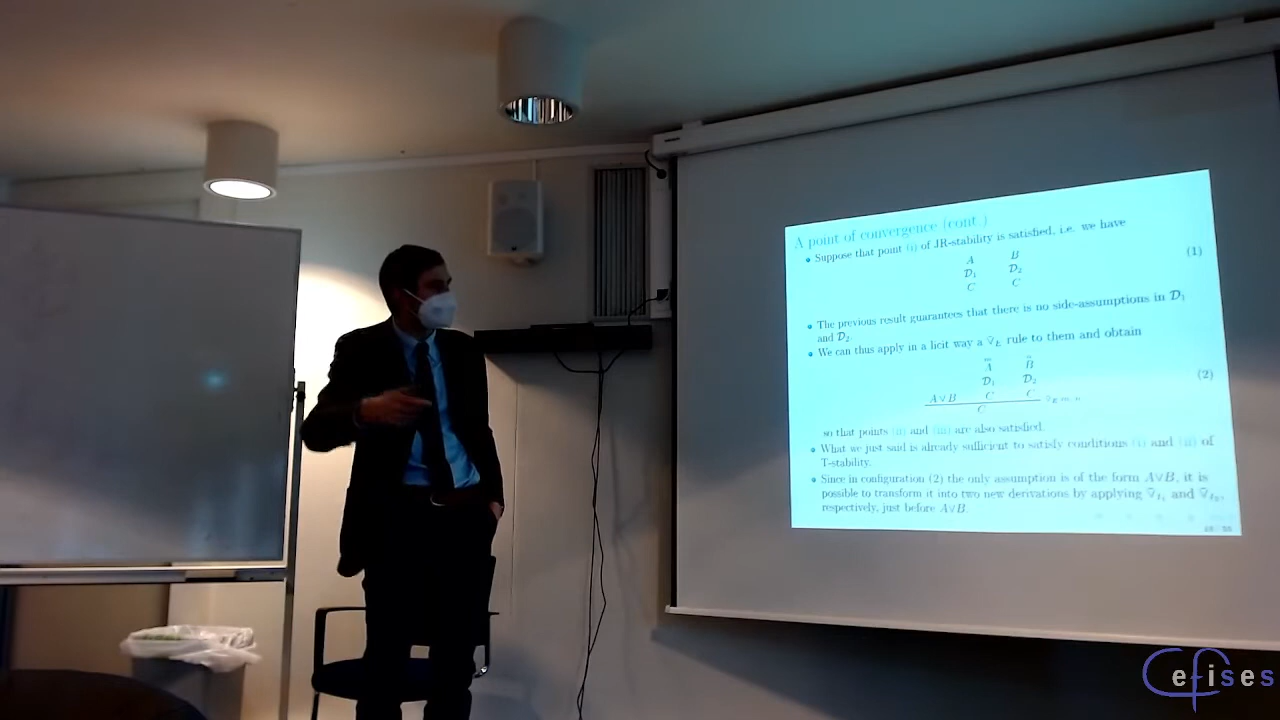 A point of convergence (cont.)
Suppose that point (i) of JR-stability is satisfied, i.e. we have
A B
D₁ D₂ (1)
C C
The previous result guarantees that there is no side-assumptions in D₁
and D₂.
We can thus apply in a licit way a ṽ_E rule to them and obtain
A B
D₁ D₂ (2)
A∨B C C
C
so that points (ii) and (iii) are also satisfied.
What we just said is already sufficient to satisfy conditions (i) and (ii) of
T-stability.
Since in configuration (2) the only assumption is of the form A∨B, it is
possible to transform it into two new derivations by applying ṽ_I₁ and ṽ_I₂,
respectively, just before A∨B.
Cefises